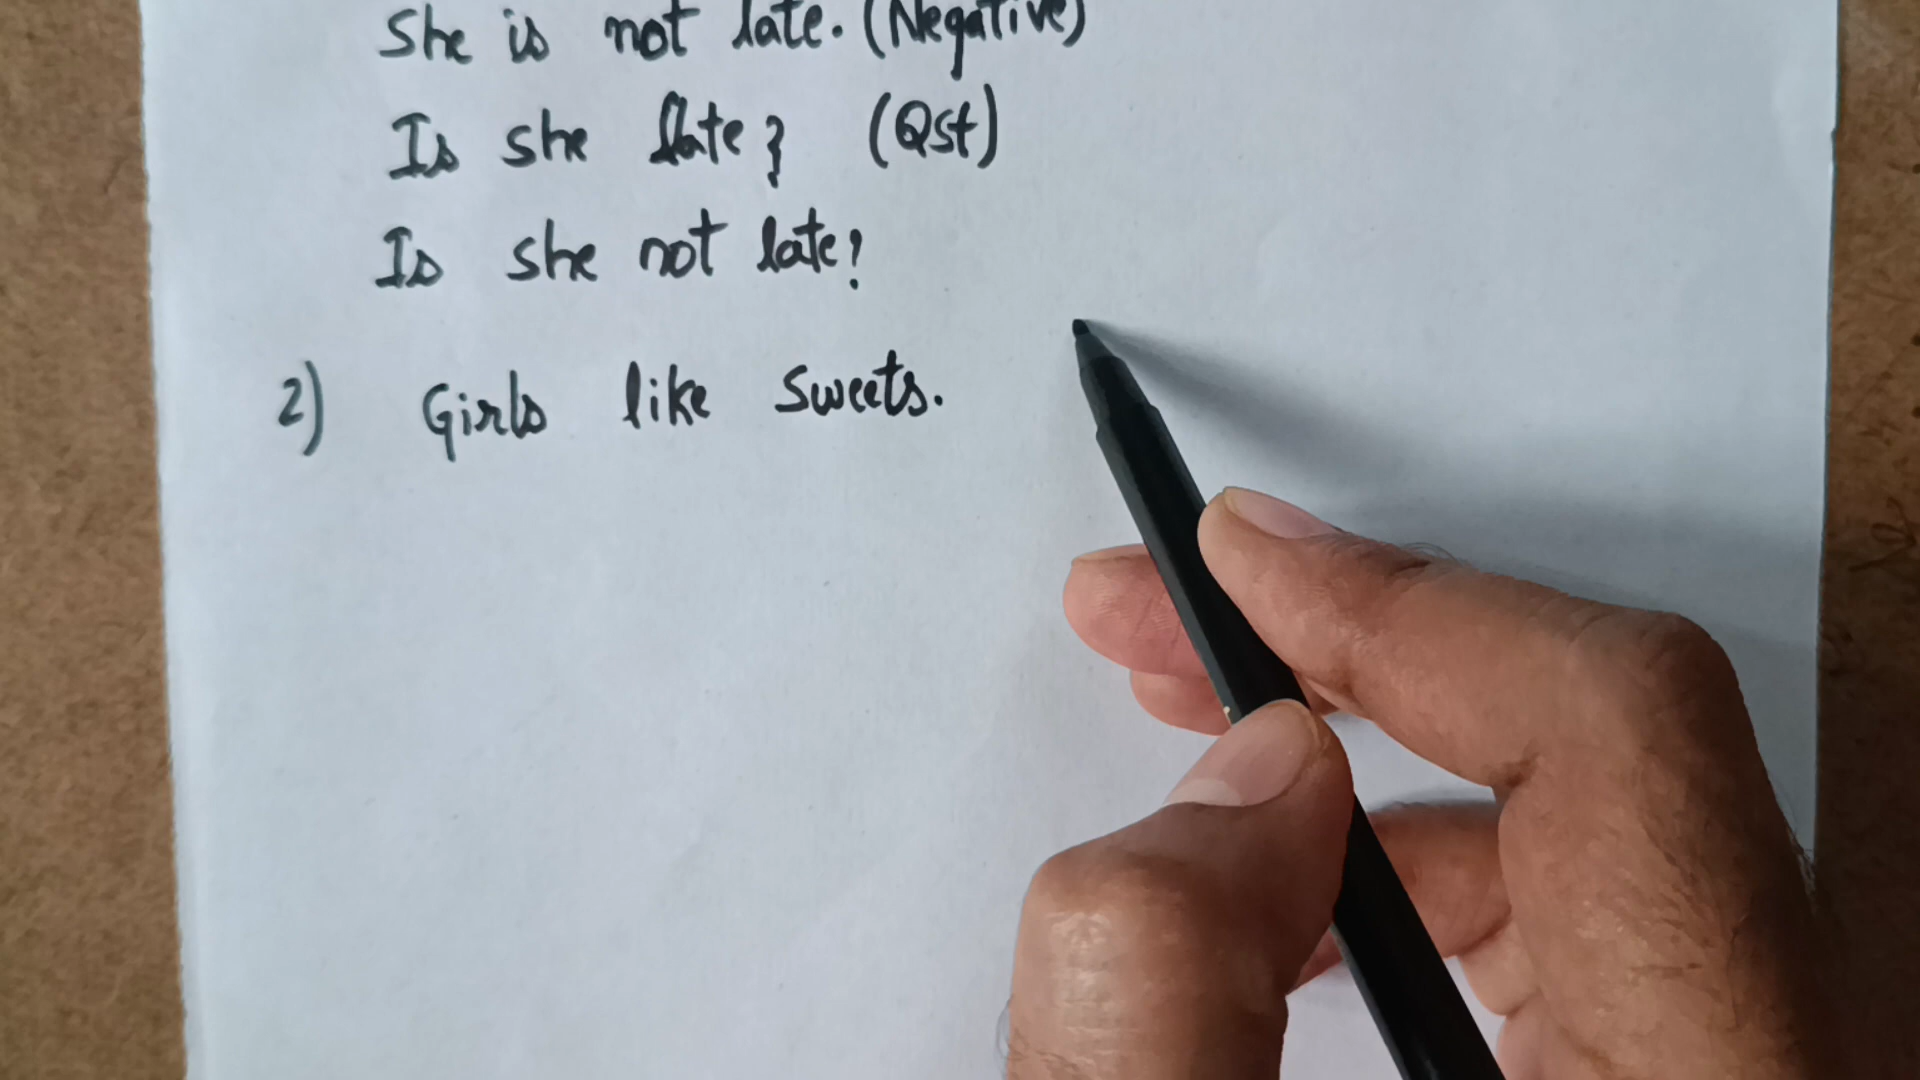 She is not late. (Negative)
Is she late? (Qst)
Is she not late?
2) Girls like sweets.